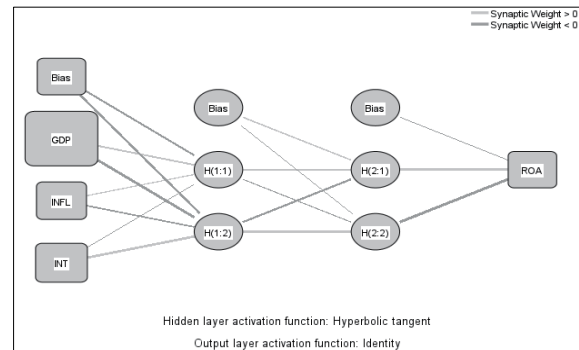 Synaptic Weight > 0
Synaptic Weight < 0
Bias
GDP
INFL
INT
Bias
H(1:1)
H(1:2)
Bias
H(2:1)
H(2:2)
ROA
Hidden layer activation function: Hyperbolic tangent
Output layer activation function: Identity